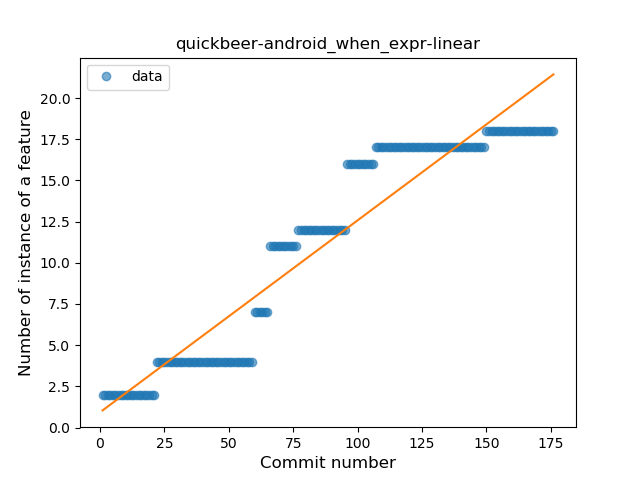 quickbeer-android_when_expr-linear
data
Number of instance of a feature
20.0
17.5
15.0
12.5
10.0
7.5
5.0
2.5
0.0
0 25 50 75 100 125 150 175
Commit number